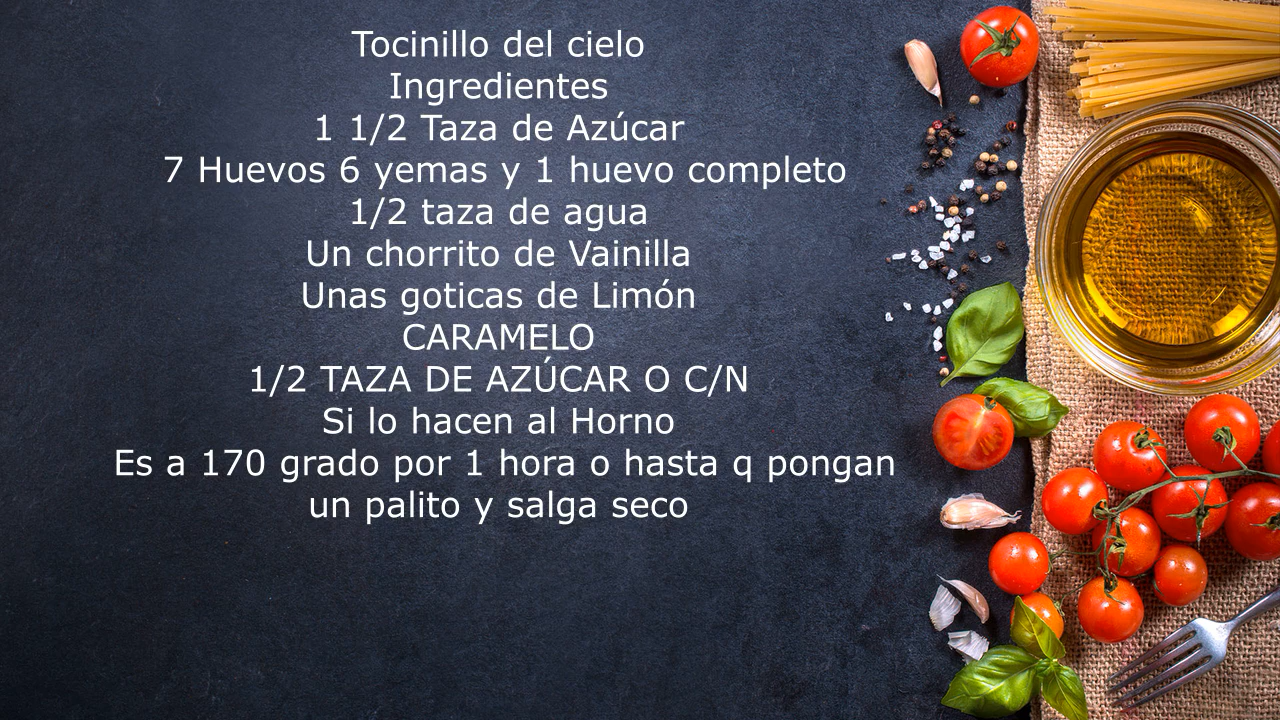 Tocinillo del cielo
Ingredientes
1 1/2 Taza de Azúcar
7 Huevos 6 yemas y 1 huevo completo
1/2 taza de agua
Un chorrito de Vainilla
Unas goticas de Limón
CARAMELO
1/2 TAZA DE AZÚCAR O C/N
Si lo hacen al Horno
Es a 170 grado por 1 hora o hasta q pongan
un palito y salga seco